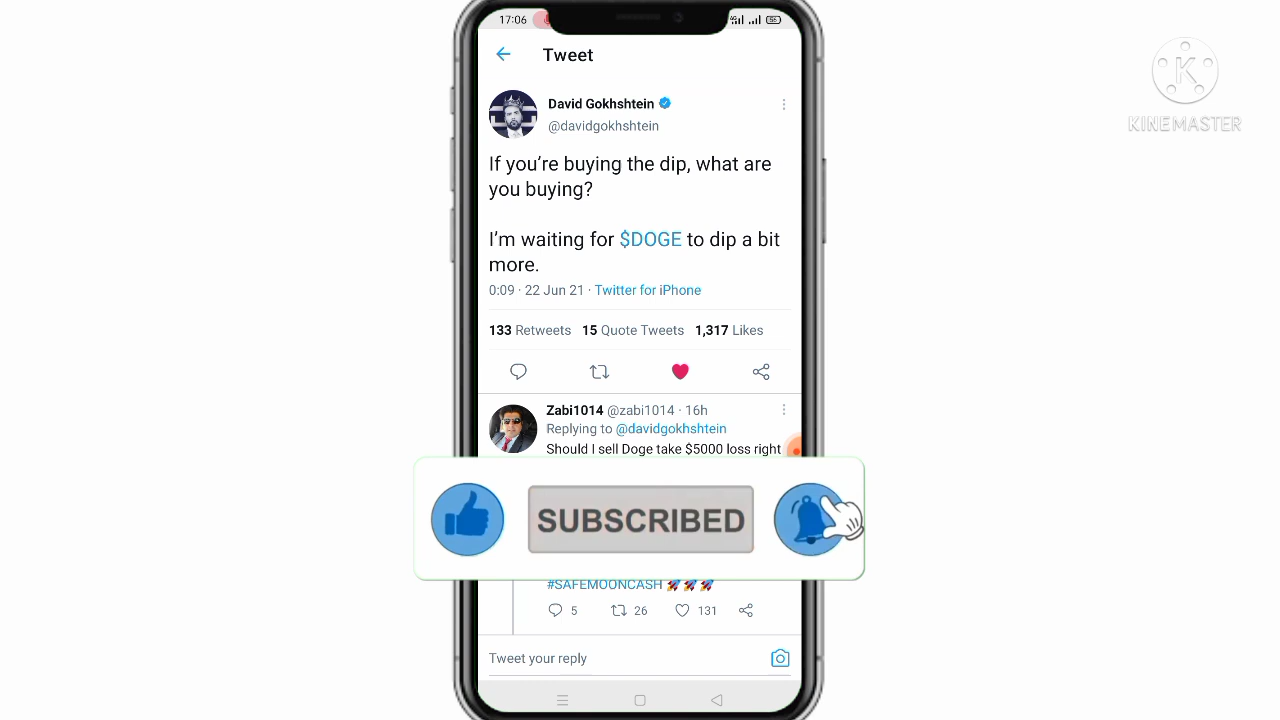 17:06
Tweet
KINEMASTER
David Gokhshtein
@davidgokhshtein
If you’re buying the dip, what are
you buying?
I’m waiting for $DOGE to dip a bit
more.
0:09 · 22 Jun 21 · Twitter for iPhone
133 Retweets 15 Quote Tweets 1,317 Likes
Zabi1014 @zabi1014 · 16h
Replying to @davidgokhshtein
Should I sell Doge take $5000 loss right
SUBSCRIBED
#SAFEMOONCASH 🚀🚀🚀
5 26 131
Tweet your reply